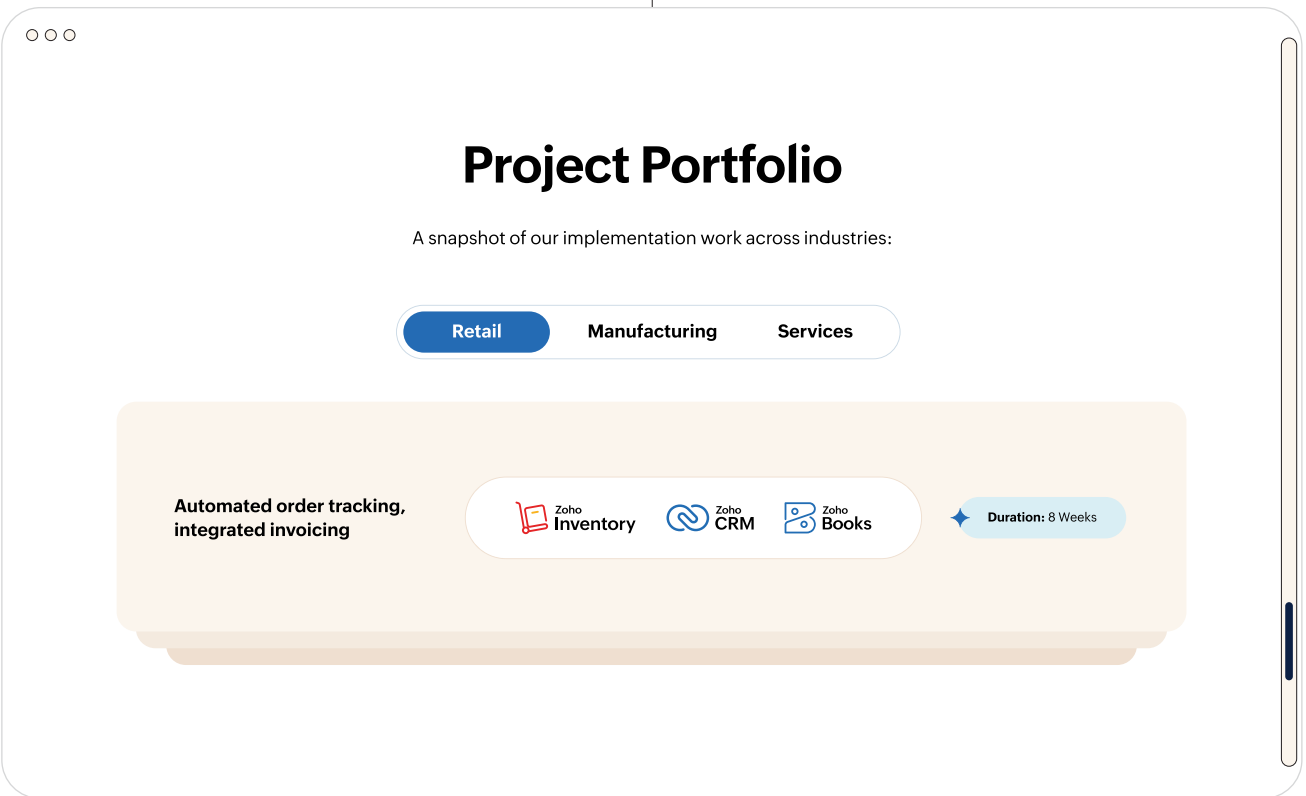 Project Portfolio
A snapshot of our implementation work across industries:
Retail
Manufacturing
Services
Automated order tracking,
integrated invoicing
Zoho
Inventory
Zoho
CRM
Zoho
Books
Duration: 8 Weeks